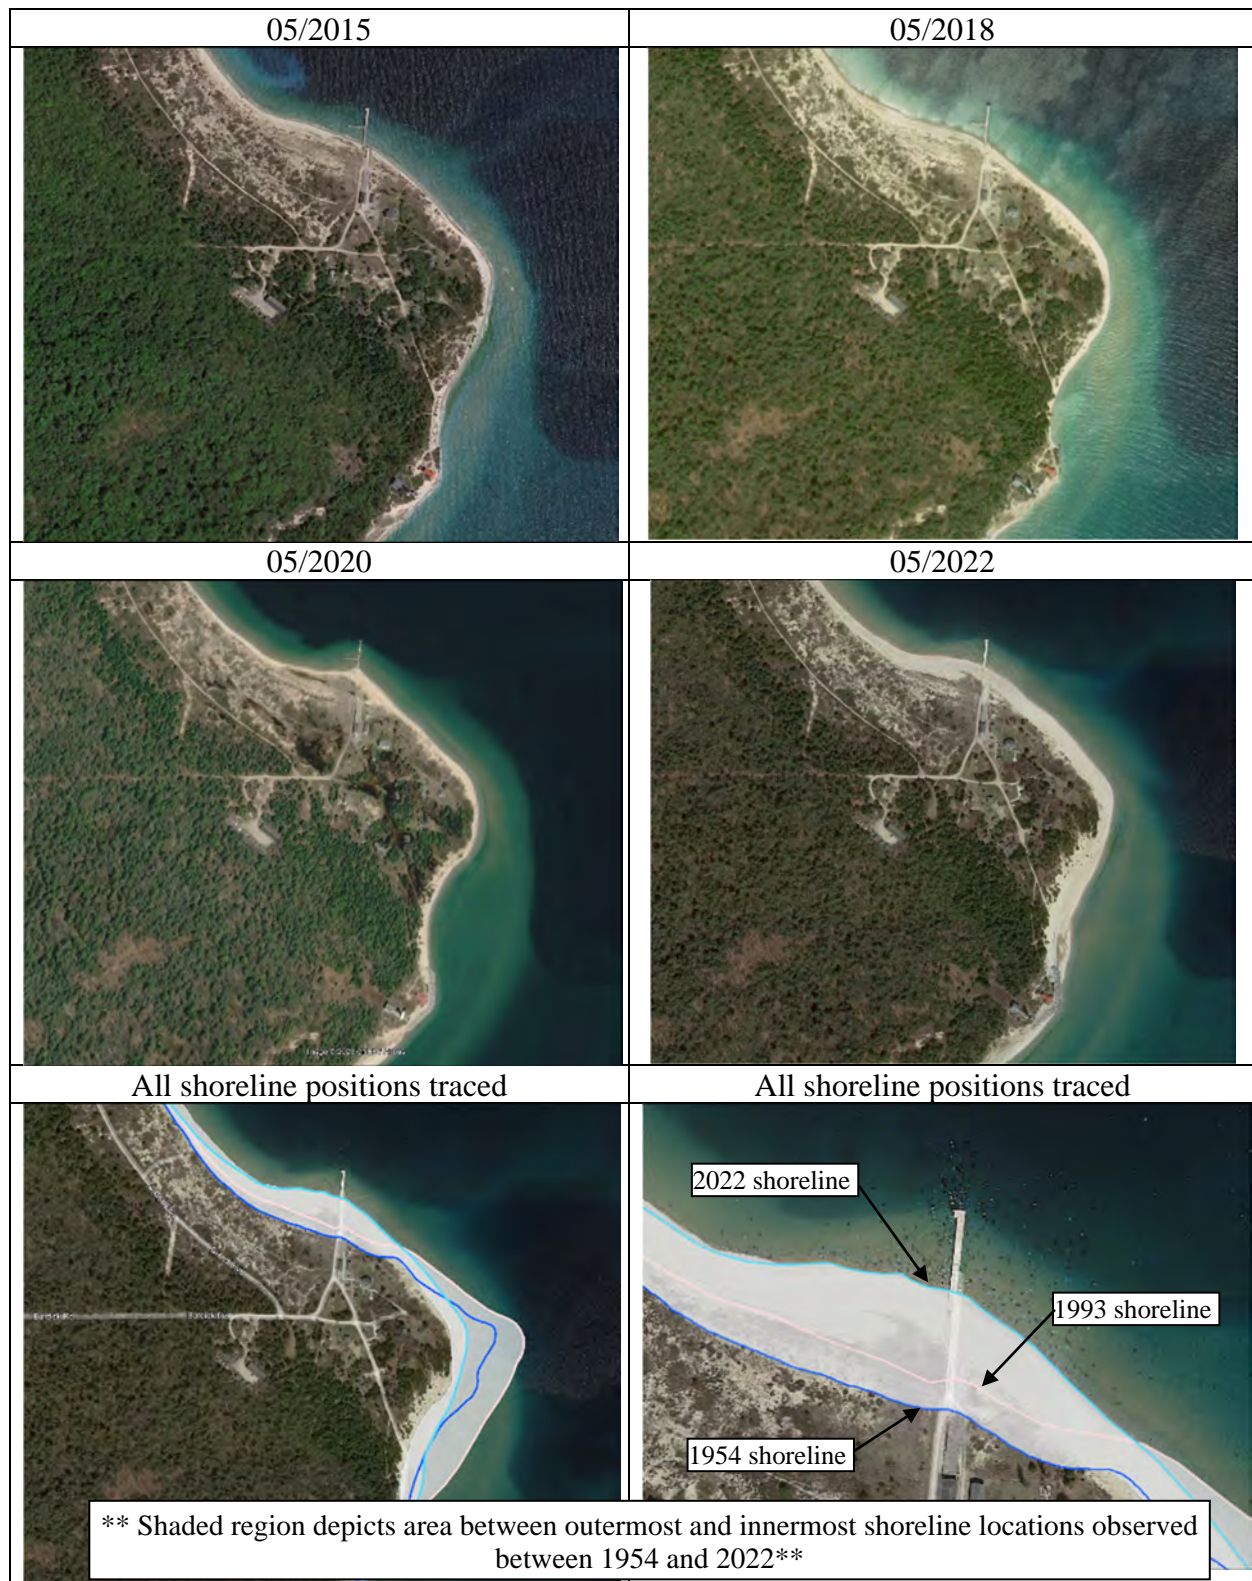 05/2015
05/2018
05/2020
05/2022
All shoreline positions traced
All shoreline positions traced
2022 shoreline
1993 shoreline
1954 shoreline
** Shaded region depicts area between outermost and innermost shoreline locations observed
between 1954 and 2022**